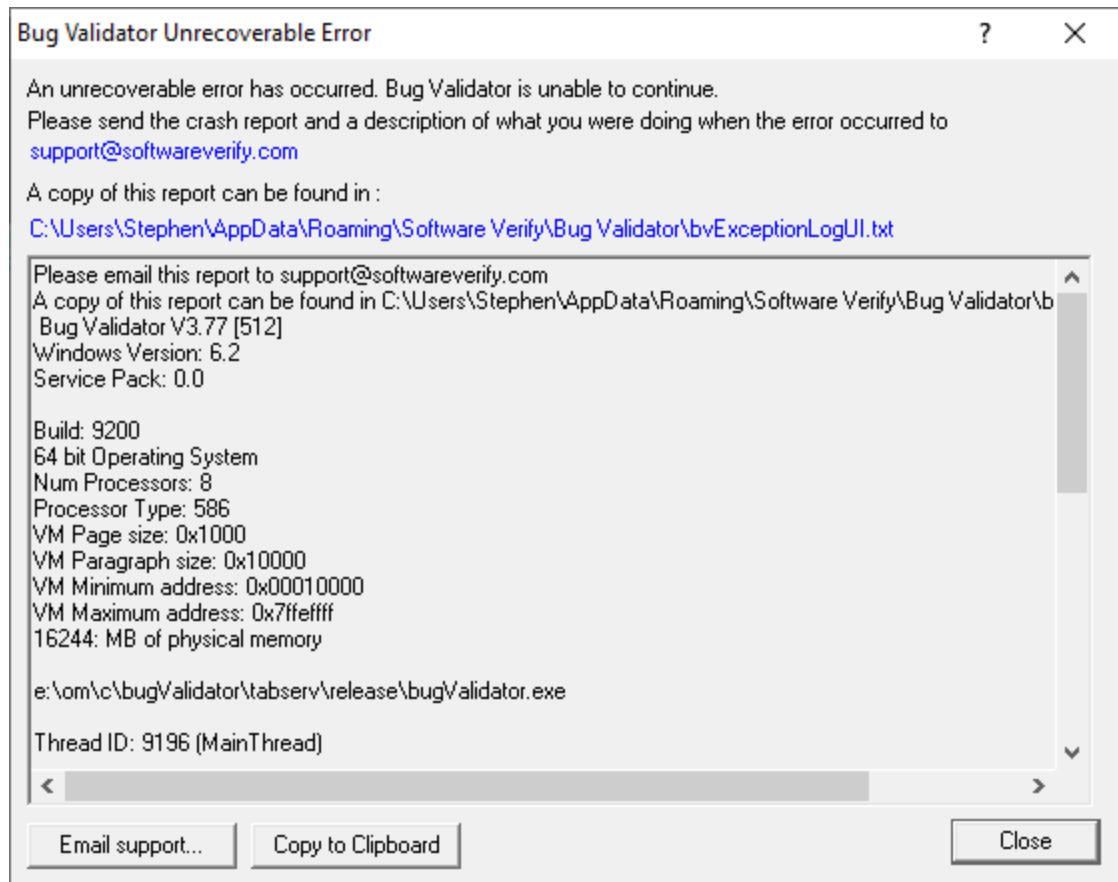 Bug Validator Unrecoverable Error
?
An unrecoverable error has occurred. Bug Validator is unable to continue.
Please send the crash report and a description of what you were doing when the error occurred to
support@softwareverify.com
A copy of this report can be found in :
C:\Users\Stephen\AppData\Roaming\Software Verify\Bug Validator\bvExceptionLogUI.txt
Please email this report to support@softwareverify.com
A copy of this report can be found in C:\Users\Stephen\AppData\Roaming\Software Verify\Bug Validator\b
Bug Validator V3.77 [512]
Windows Version: 6.2
Service Pack: 0.0
Build: 9200
64 bit Operating System
Num Processors: 8
Processor Type: 586
VM Page size: 0x1000
VM Paragraph size: 0x10000
VM Minimum address: 0x00010000
VM Maximum address: 0x7ffeffff
16244: MB of physical memory
e:\om\c\bugValidator\tabserv\release\bugValidator.exe
Thread ID: 9196 (MainThread)
Email support...
Copy to Clipboard
Close